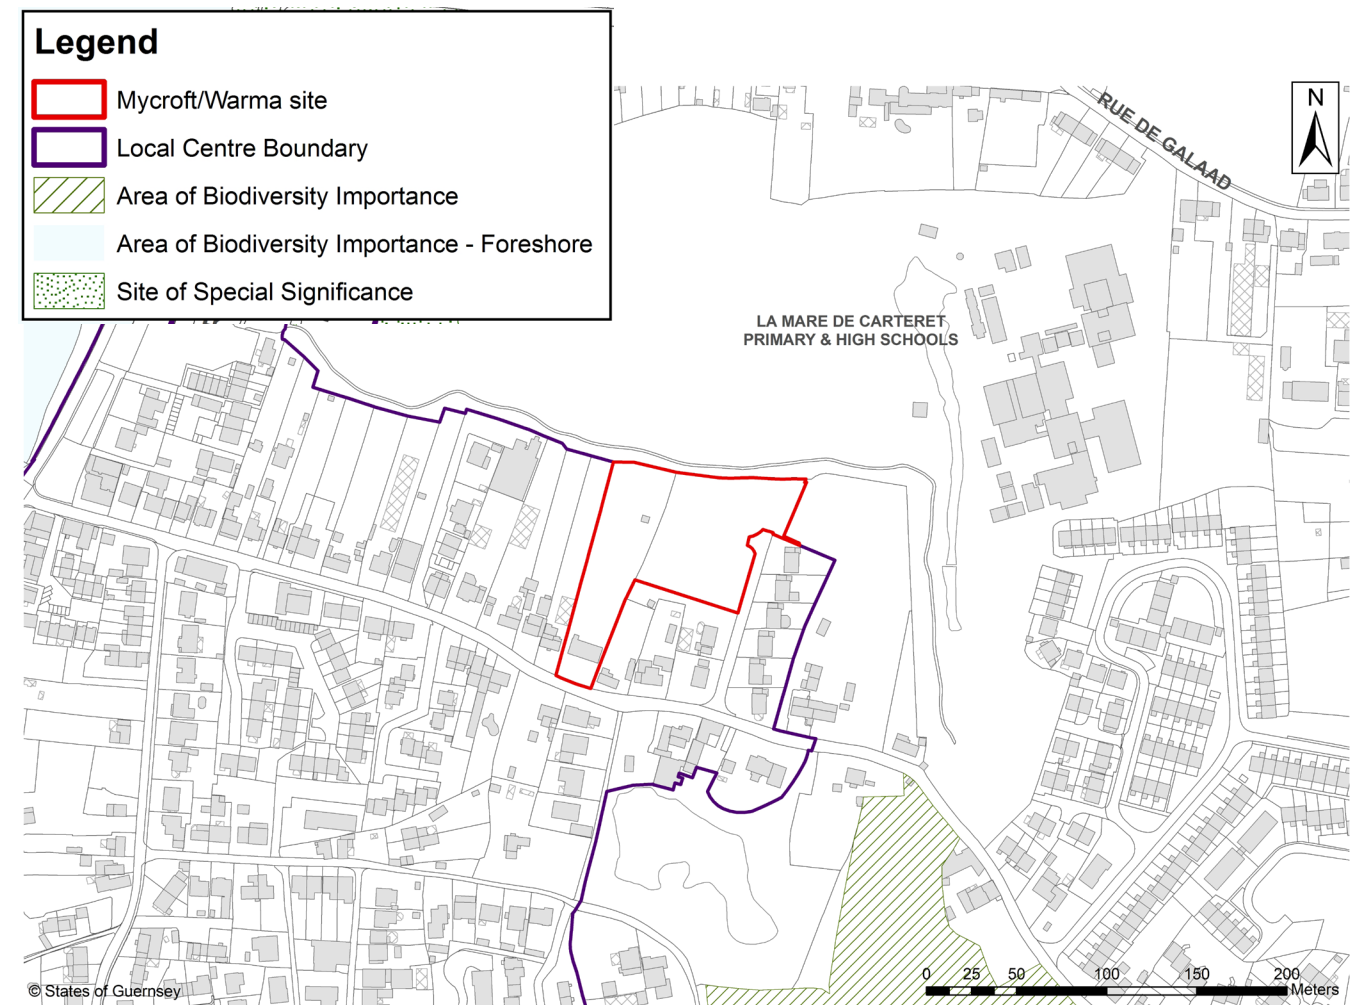 Legend
Mycroft/Warma site
Local Centre Boundary
Area of Biodiversity Importance
Area of Biodiversity Importance - Foreshore
Site of Special Significance
N
RUE DE GALAAD
LA MARE DE CARTERET
PRIMARY & HIGH SCHOOLS
© States of Guernsey
0 25 50 100 150 200
Meters